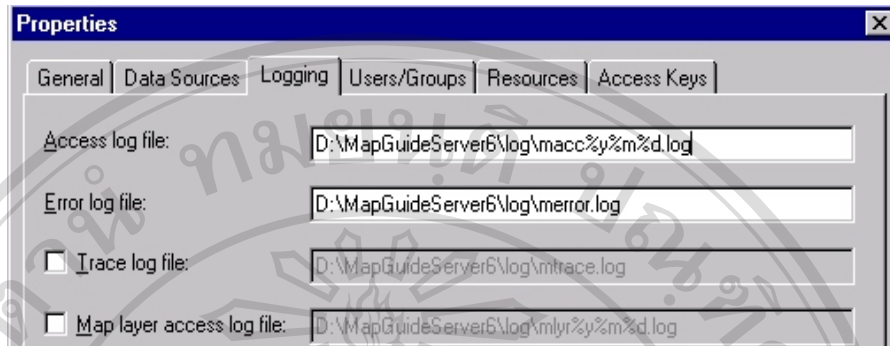 Properties
General Data Sources Logging Users/Groups Resources Access Keys
Access log file: D:\MapGuideServer6\log\macc%y%m%d.log
Error log file: D:\MapGuideServer6\log\merror.log
Trace log file: D:\MapGuideServer6\log\mtrace.log
Map layer access log file: D:\MapGuideServer6\log\mlyr%y%m%d.log